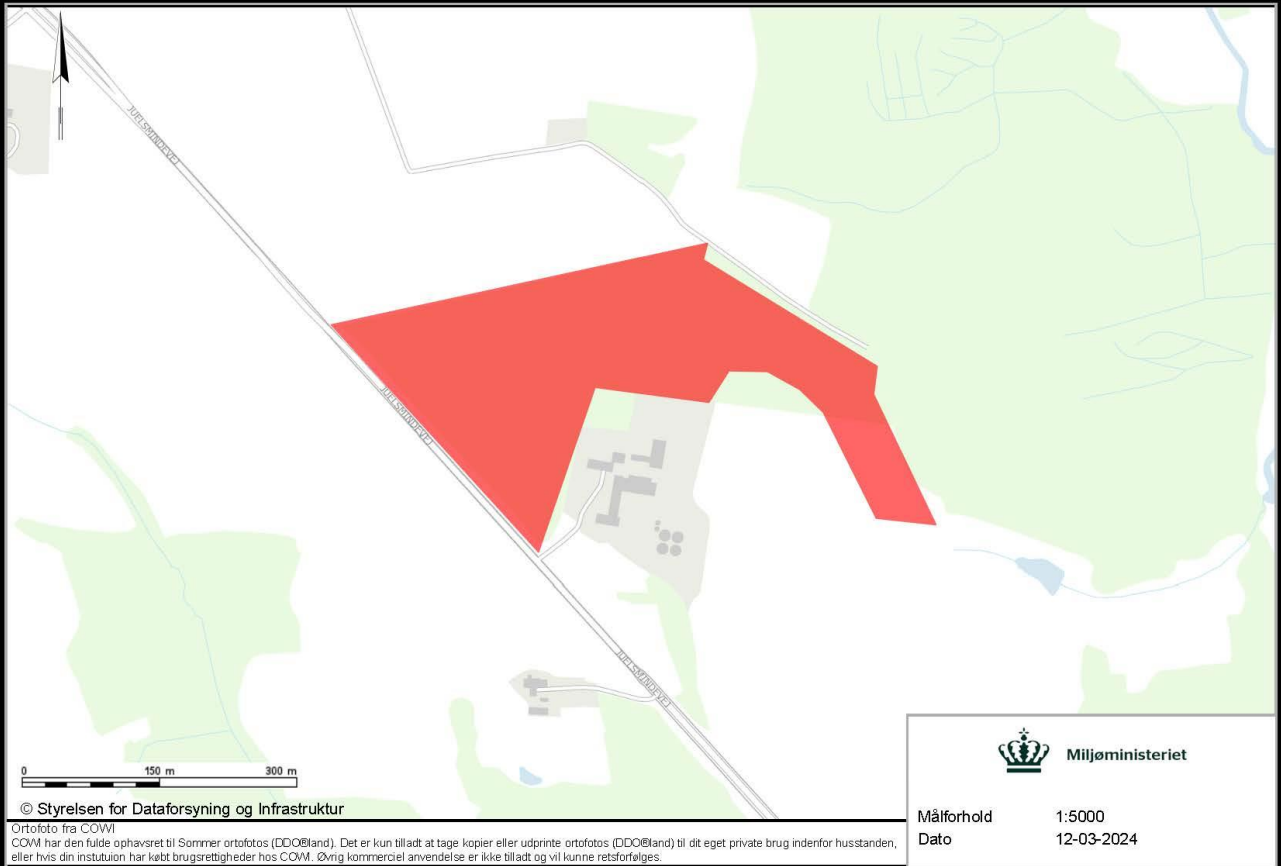 JUELSMINDEVEJ
JUELSMINDEVEJ
JUELSMINDEVEJ
0 150 m 300 m
© Styrelsen for Dataforsyning og Infrastruktur
Ortofoto fra COWI
COWI har den fulde ophavsret til Sommer ortofotos (DDO®land). Det er kun tilladt at tage kopier eller udprinte ortofotos (DDO®land) til dit eget private brug indenfor husstanden,
eller hvis din instutuion har købt brugsrettigheder hos COWI. Øvrig kommerciel anvendelse er ikke tilladt og vil kunne retsforfølges.
Miljøministeriet
Målforhold 1:5000
Dato 12-03-2024